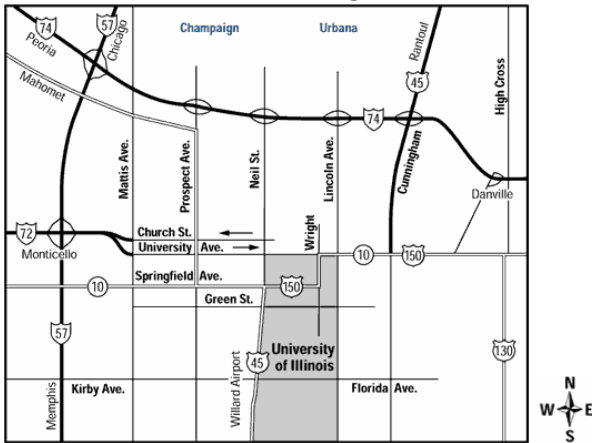 Champaign
Urbana
74
57
Chicago
Peoria
Mahomet
Rantoul
45
High Cross
74
Mattis Ave.
Prospect Ave.
Neil St.
Lincoln Ave.
Cunningham
Danville
72
Monticello
Church St.
University Ave.
Wright
10
150
Springfield Ave.
10
150
Green St.
57
45
University
of Illinois
130
Memphis
Kirby Ave.
Willard Airport
Florida Ave.
N
W
E
S